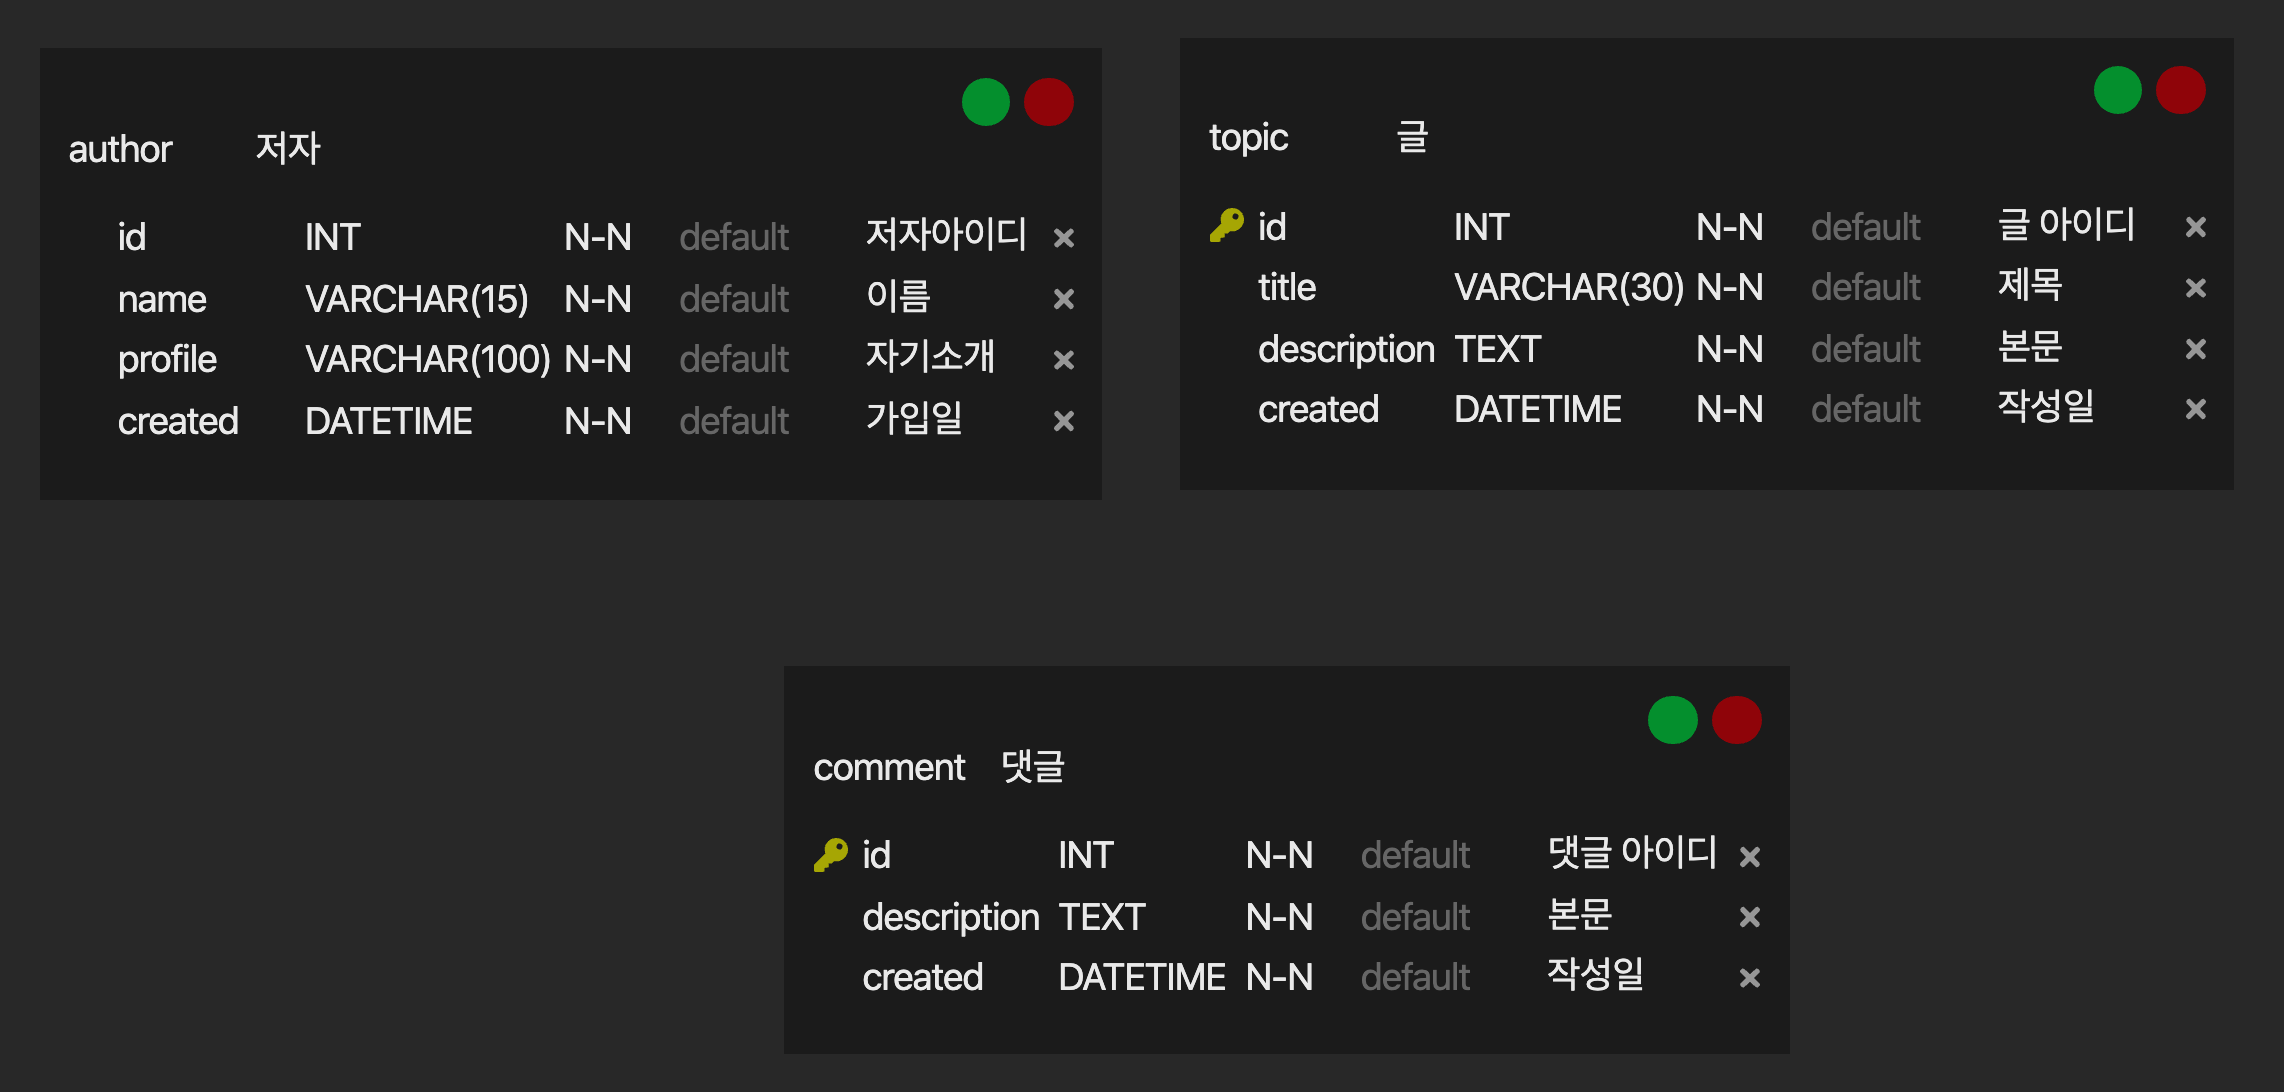 author 저자
id INT N-N default 저자아이디
name VARCHAR(15) N-N default 이름
profile VARCHAR(100) N-N default 자기소개
created DATETIME N-N default 가입일
topic 글
id INT N-N default 글 아이디
title VARCHAR(30) N-N default 제목
description TEXT N-N default 본문
created DATETIME N-N default 작성일
comment 댓글
id INT N-N default 댓글 아이디
description TEXT N-N default 본문
created DATETIME N-N default 작성일